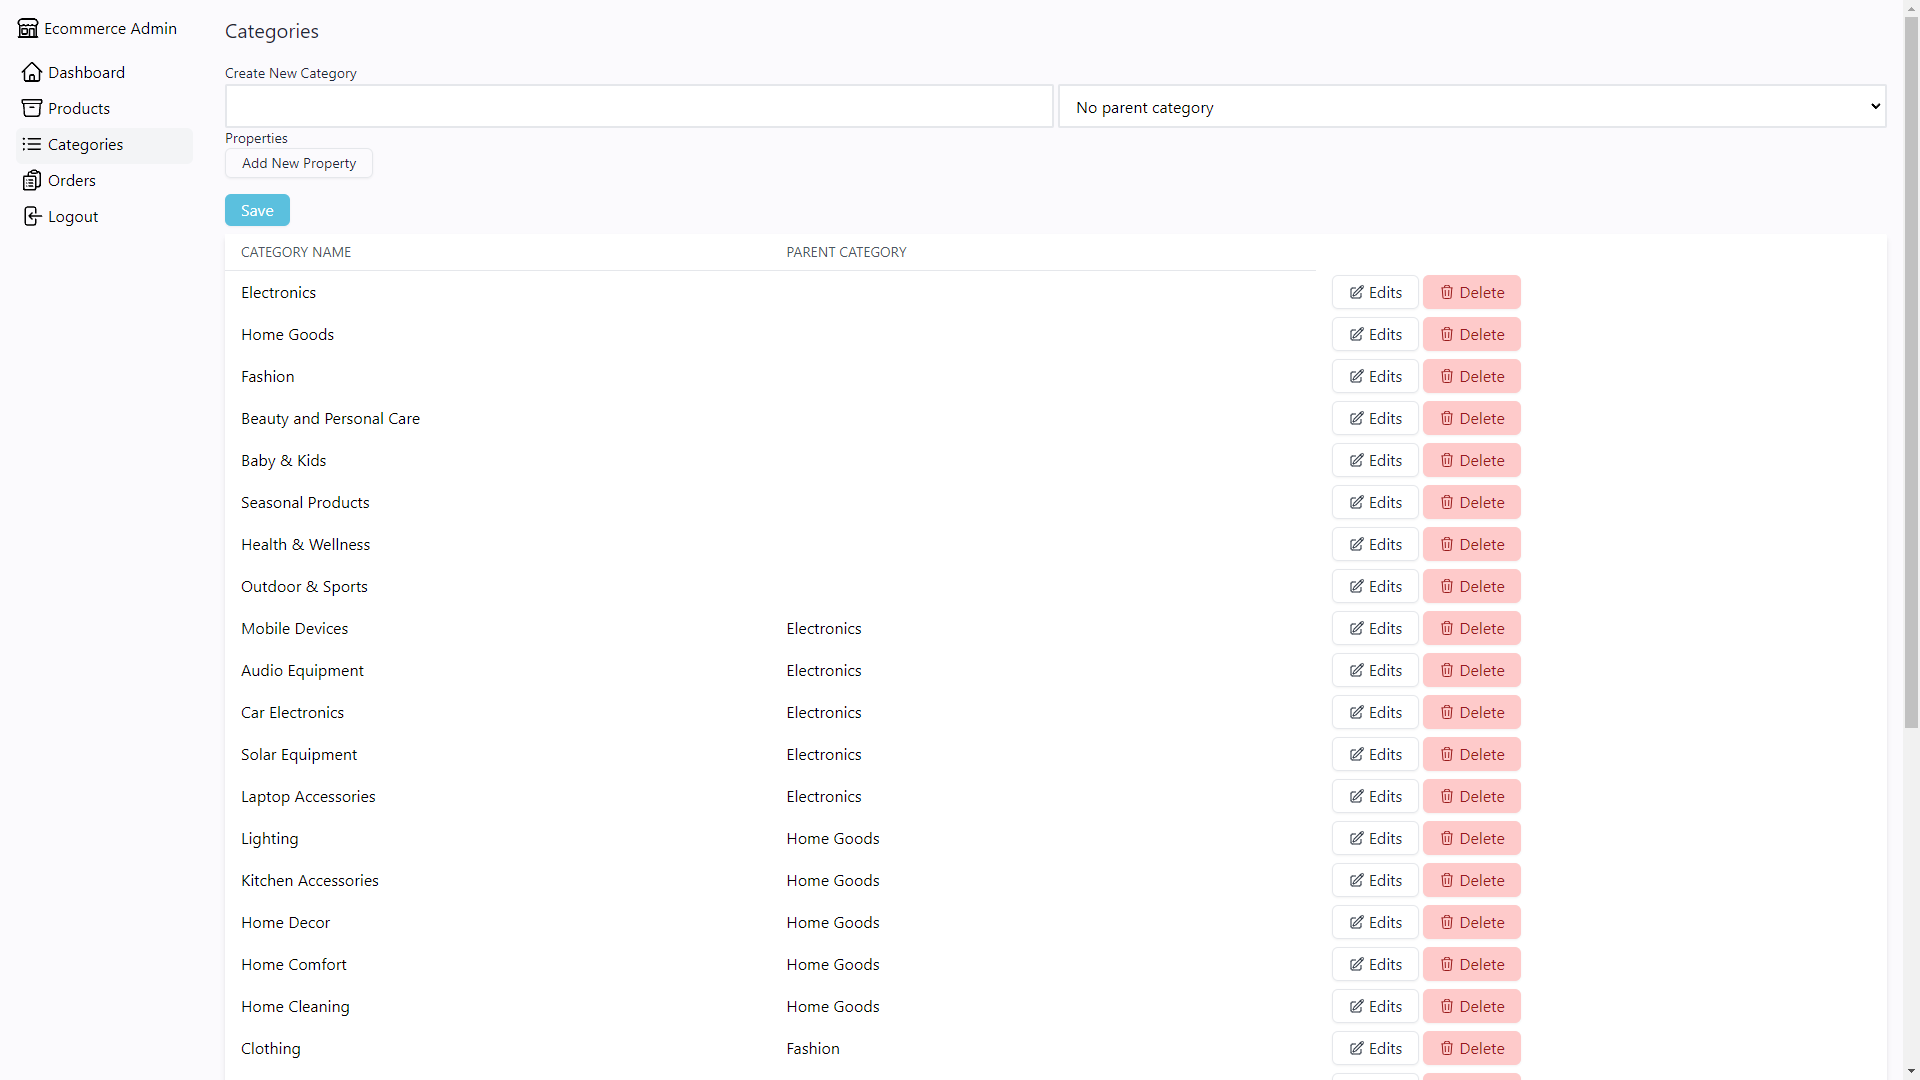 Ecommerce Admin
Dashboard
Products
Categories
Orders
Logout
Categories
Create New Category
No parent category
Properties
Add New Property
Save
CATEGORY NAME PARENT CATEGORY
Electronics Edits Delete
Home Goods Edits Delete
Fashion Edits Delete
Beauty and Personal Care Edits Delete
Baby & Kids Edits Delete
Seasonal Products Edits Delete
Health & Wellness Edits Delete
Outdoor & Sports Edits Delete
Mobile Devices Electronics Edits Delete
Audio Equipment Electronics Edits Delete
Car Electronics Electronics Edits Delete
Solar Equipment Electronics Edits Delete
Laptop Accessories Electronics Edits Delete
Lighting Home Goods Edits Delete
Kitchen Accessories Home Goods Edits Delete
Home Decor Home Goods Edits Delete
Home Comfort Home Goods Edits Delete
Home Cleaning Home Goods Edits Delete
Clothing Fashion Edits Delete